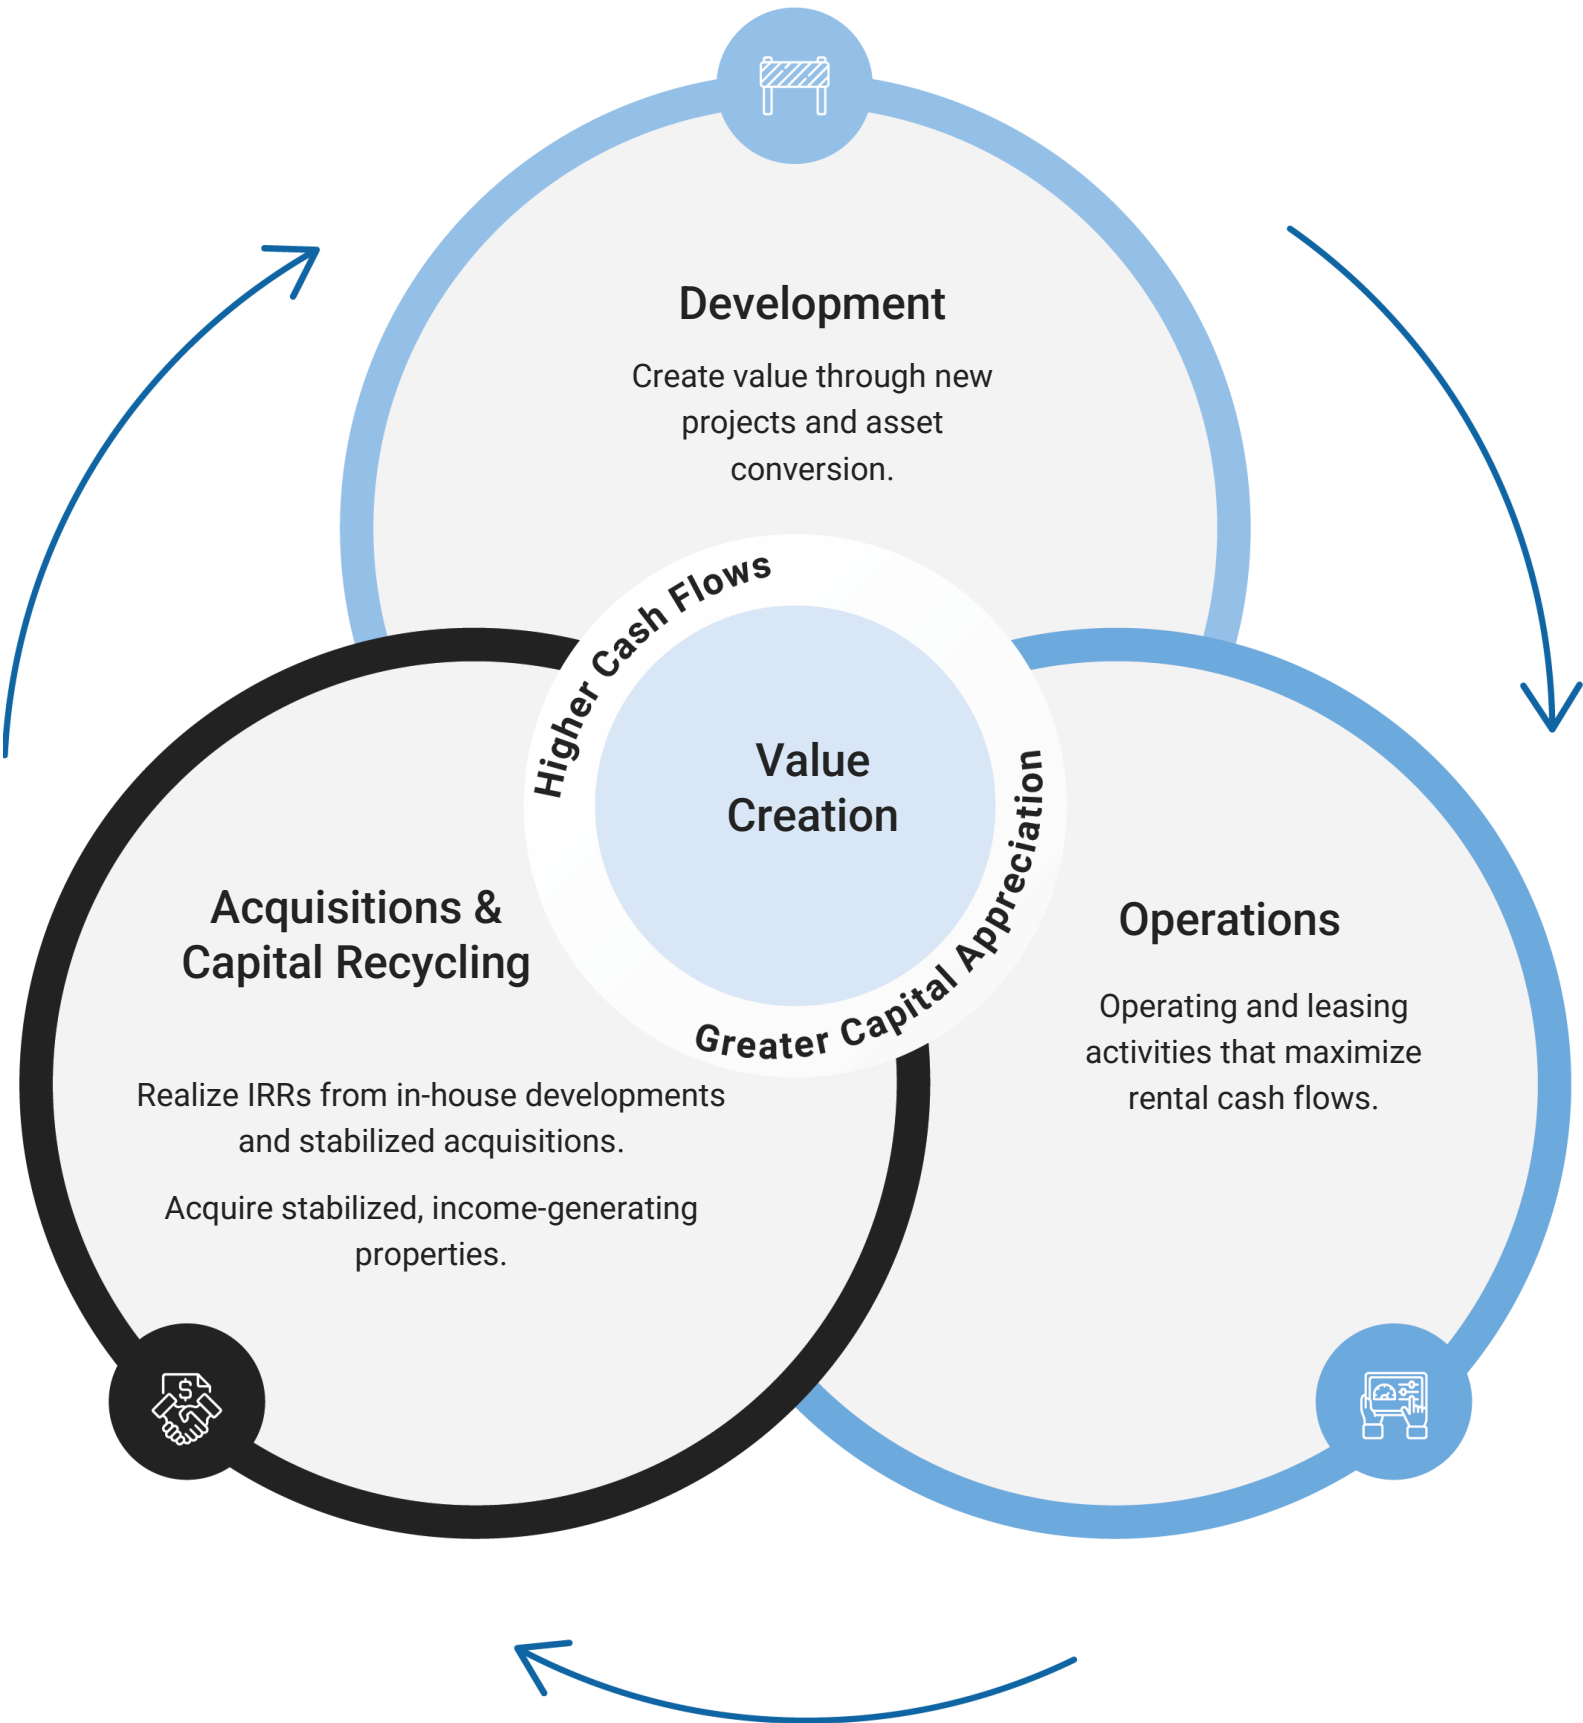 Development
Create value through new
projects and asset
conversion.
Higher Cash Flows
Value
Creation
Greater Capital Appreciation
Acquisitions &
Capital Recycling
Realize IRRs from in-house developments
and stabilized acquisitions.
Acquire stabilized, income-generating
properties.
Operations
Operating and leasing
activities that maximize
rental cash flows.
$